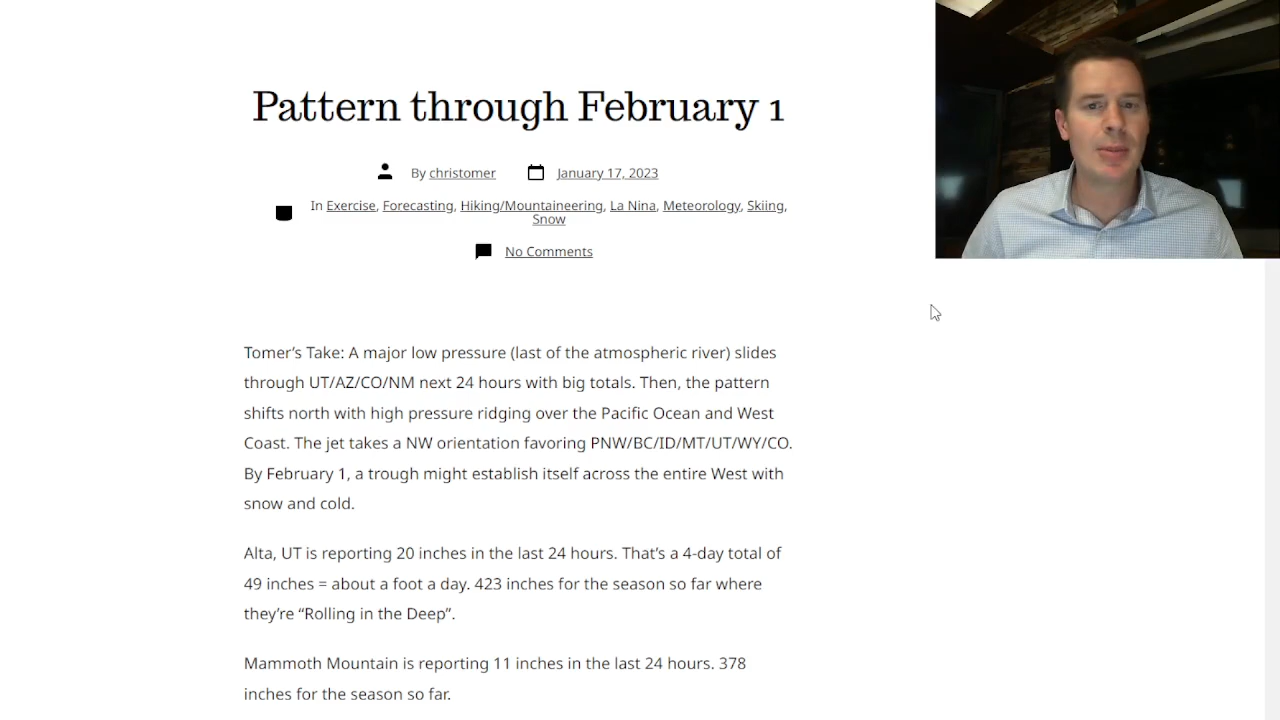 Pattern through February 1
By christomer January 17, 2023
In Exercise, Forecasting, Hiking/Mountaineering, La Nina, Meteorology, Skiing,
Snow
No Comments
Tomer’s Take: A major low pressure (last of the atmospheric river) slides
through UT/AZ/CO/NM next 24 hours with big totals. Then, the pattern
shifts north with high pressure ridging over the Pacific Ocean and West
Coast. The jet takes a NW orientation favoring PNW/BC/ID/MT/UT/WY/CO.
By February 1, a trough might establish itself across the entire West with
snow and cold.
Alta, UT is reporting 20 inches in the last 24 hours. That’s a 4-day total of
49 inches = about a foot a day. 423 inches for the season so far where
they’re “Rolling in the Deep”.
Mammoth Mountain is reporting 11 inches in the last 24 hours. 378
inches for the season so far.